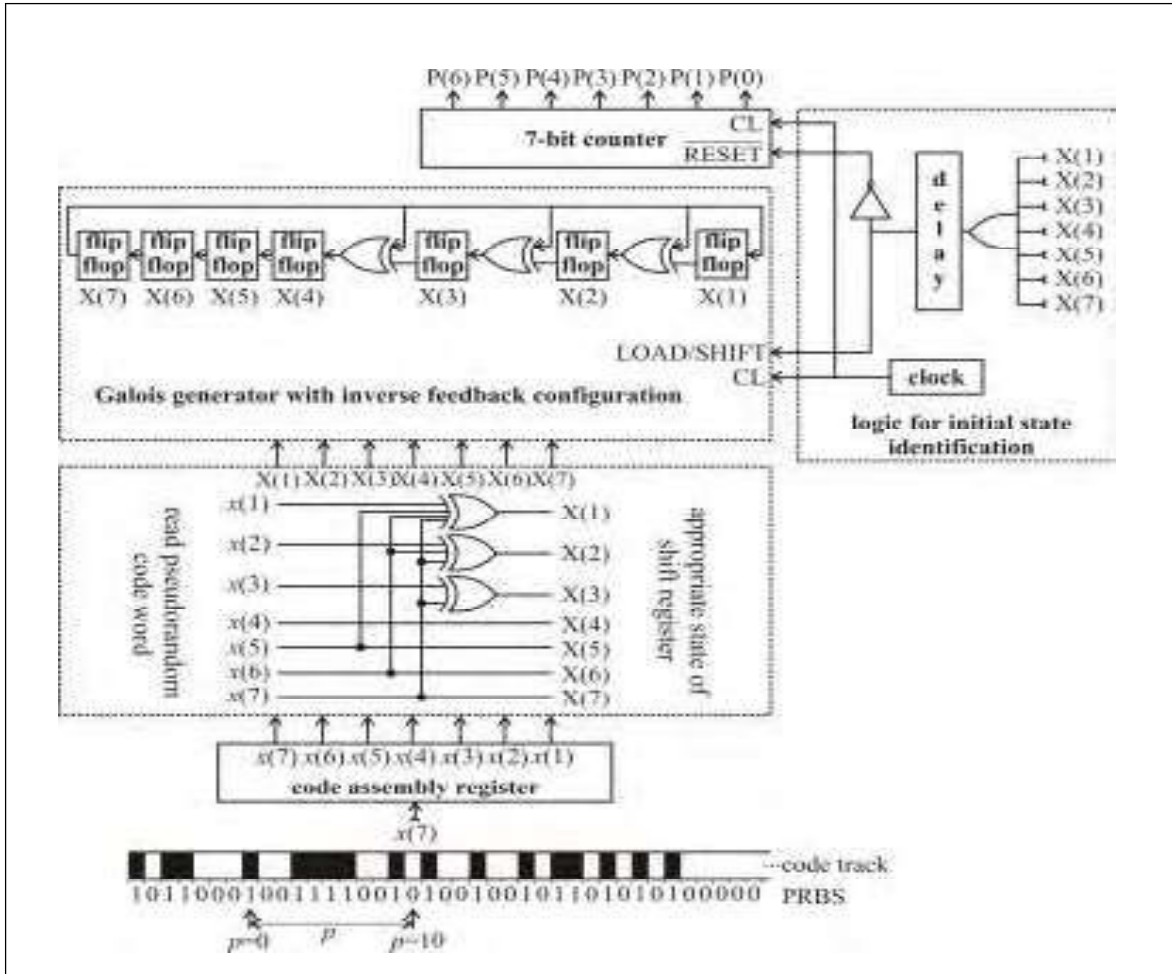 P(6) P(5) P(4) P(3) P(2) P(1) P(0)
CL
7-bit counter
RESET
X(1)
X(2)
X(3)
X(4)
X(5)
X(6)
X(7)
delay
flip flop
flip flop
flip flop
flip flop
flip flop
flip flop
flip flop
X(7) X(6) X(5) X(4) X(3) X(2) X(1)
LOAD/SHIFT
CL
clock
Galois generator with inverse feedback configuration
logic for initial state
identification
X(1) X(2) X(3) X(4) X(5) X(6) X(7)
read pseudorandom
code word
x(1)
x(2)
x(3)
x(4)
x(5)
x(6)
x(7)
X(1)
X(2)
X(3)
X(4)
X(5)
X(6)
X(7)
appropriate state of
shift register
x(7) x(6) x(5) x(4) x(3) x(2) x(1)
code assembly register
x(7)
···code track
PRBS
p=0
p
p=10